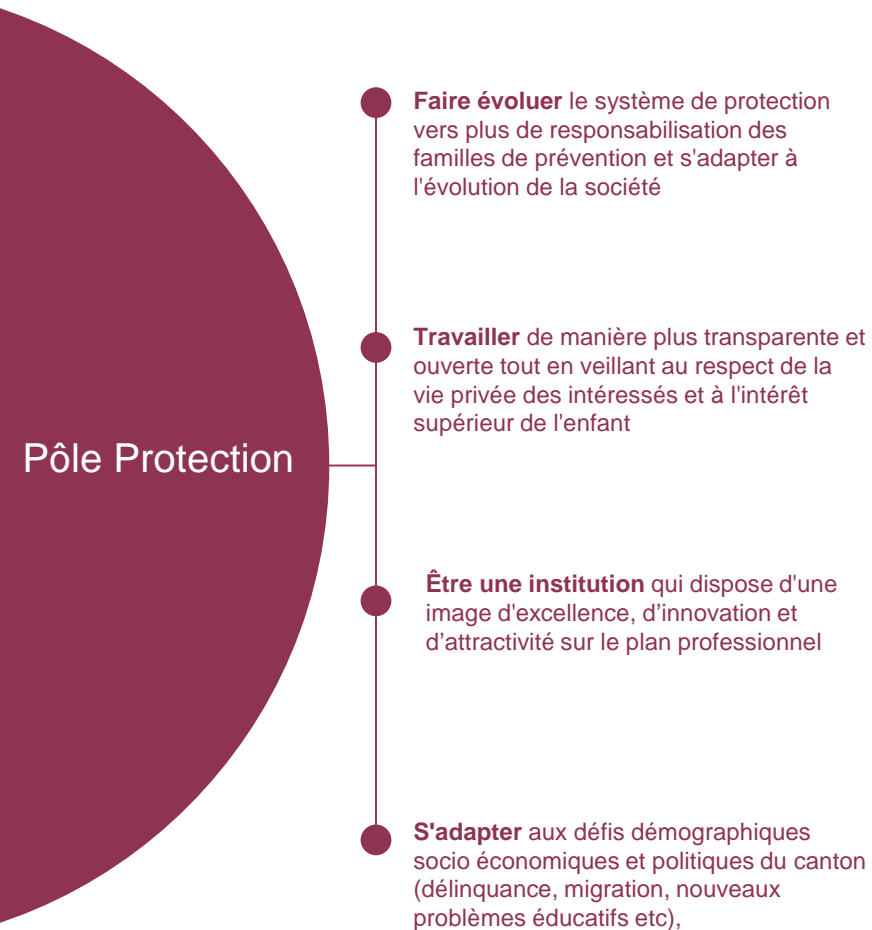 Faire évoluer le système de protection
vers plus de responsabilisation des
familles de prévention et s'adapter à
l'évolution de la société
Travailler de manière plus transparente et
ouverte tout en veillant au respect de la
vie privée des intéressés et à l'intérêt
supérieur de l'enfant
Pôle Protection
Être une institution qui dispose d'une
image d'excellence, d’innovation et
d’attractivité sur le plan professionnel
S'adapter aux défis démographiques
socio économiques et politiques du canton
(délinquance, migration, nouveaux
problèmes éducatifs etc),